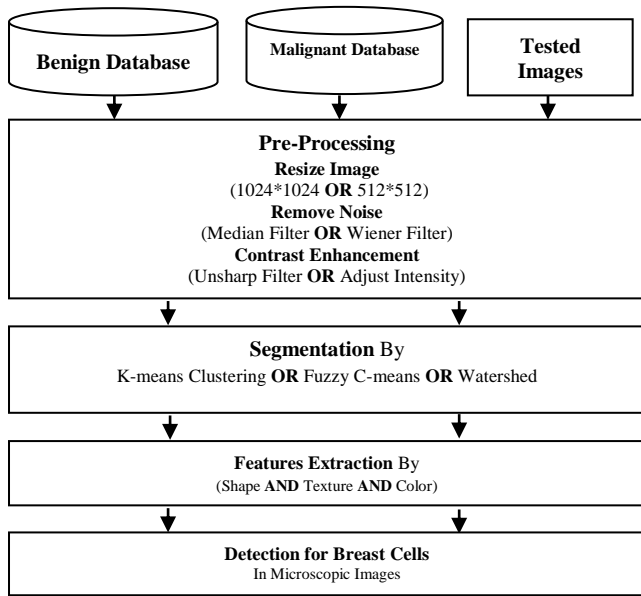 Benign Database
Malignant Database
Tested
Images
Pre-Processing
Resize Image
(1024*1024 OR 512*512)
Remove Noise
(Median Filter OR Wiener Filter)
Contrast Enhancement
(Unsharp Filter OR Adjust Intensity)
Segmentation By
K-means Clustering OR Fuzzy C-means OR Watershed
Features Extraction By
(Shape AND Texture AND Color)
Detection for Breast Cells
In Microscopic Images